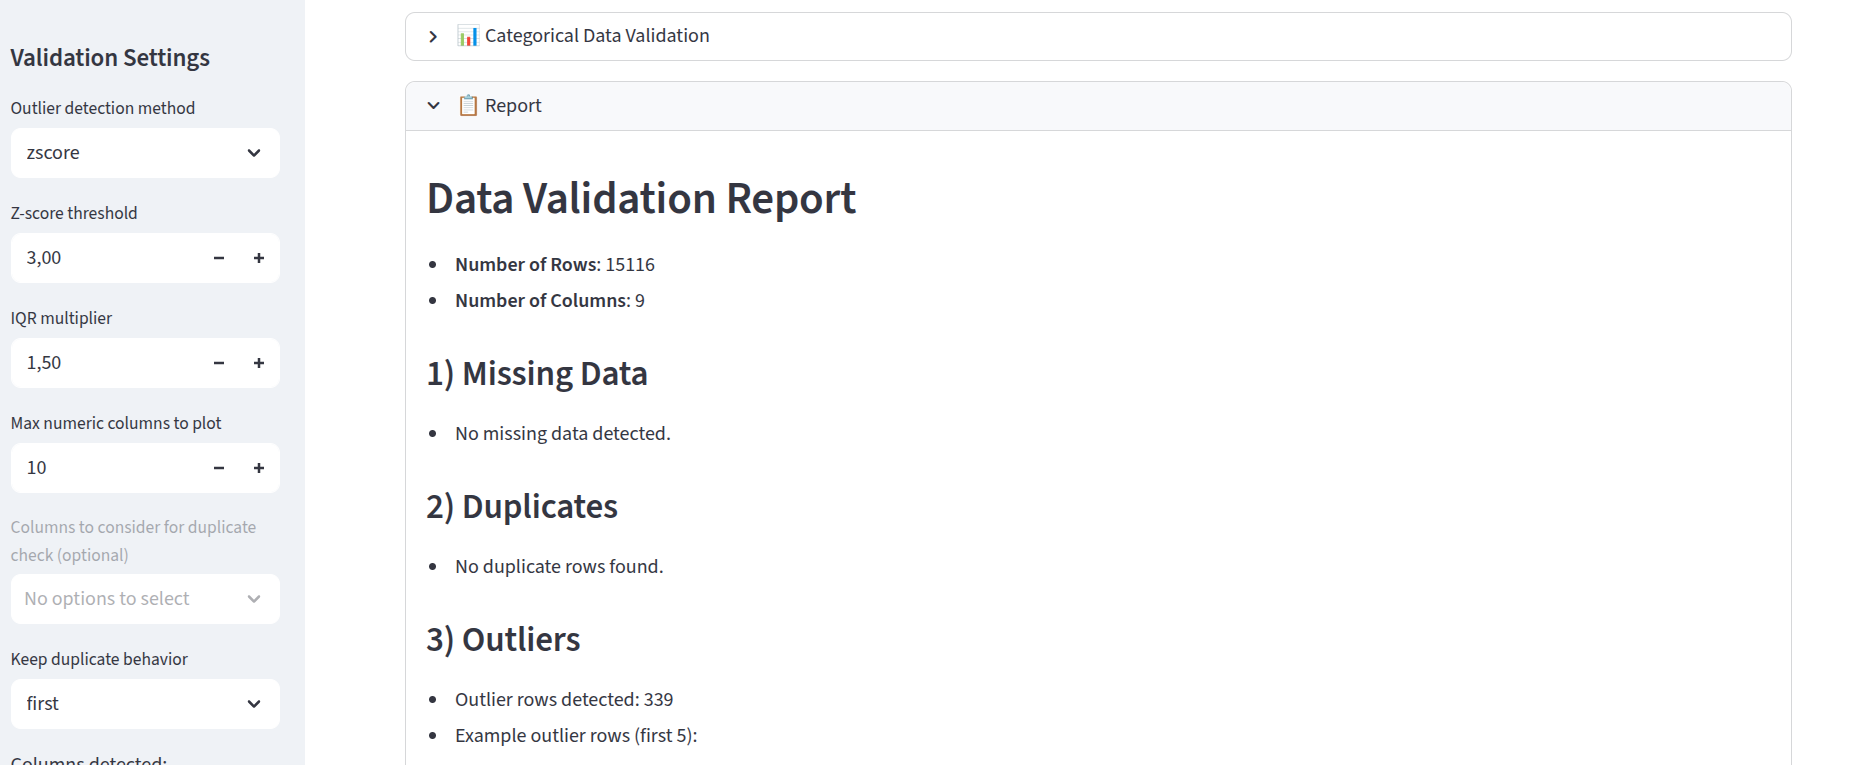 Validation Settings
Outlier detection method
zscore
Z-score threshold
3,00
IQR multiplier
1,50
Max numeric columns to plot
10
Columns to consider for duplicate
check (optional)
No options to select
Keep duplicate behavior
first
Columns detected:
📊 Categorical Data Validation
📋 Report
Data Validation Report
Number of Rows: 15116
Number of Columns: 9
1) Missing Data
No missing data detected.
2) Duplicates
No duplicate rows found.
3) Outliers
Outlier rows detected: 339
Example outlier rows (first 5):